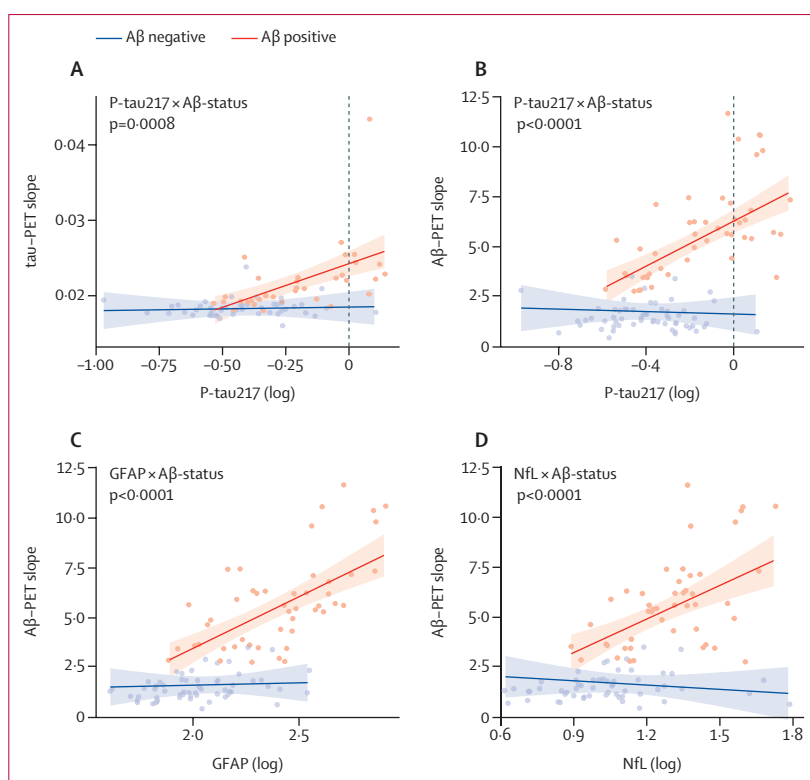 Aβ negative Aβ positive
A
P-tau217 × Aβ-status
p=0·0008
tau–PET slope
0·04
0·03
0·02
–1·00 –0·75 –0·50 –0·25 0
P-tau217 (log)
B
P-tau217 × Aβ-status
p<0·0001
Aβ–PET slope
12·5
10·0
7·5
5·0
2·5
0
–0·8 –0·4 0
P-tau217 (log)
C
GFAP × Aβ-status
p<0·0001
Aβ–PET slope
12·5
10·0
7·5
5·0
2·5
0
2·0 2·5
GFAP (log)
D
NfL × Aβ-status
p<0·0001
Aβ–PET slope
12·5
10·0
7·5
5·0
2·5
0
0·6 0·9 1·2 1·5 1·8
NfL (log)